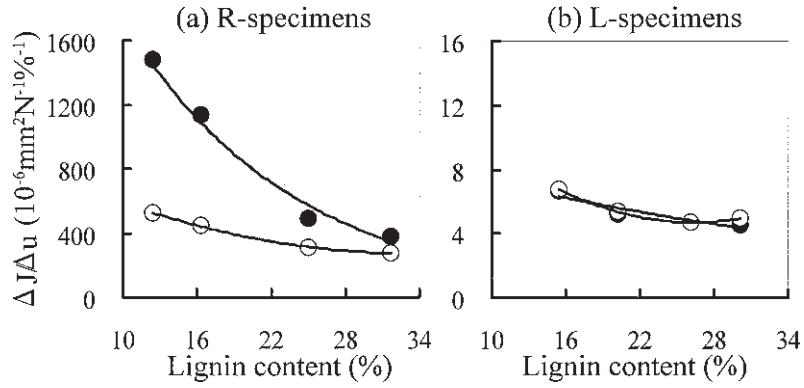 (a) R-specimens
(b) L-specimens
ΔJΔu (10⁻⁶mm²N⁻¹%⁻¹)
1600
1200
800
400
0
16
12
8
4
0
10 16 22 28 34
10 16 22 28 34
Lignin content (%)
Lignin content (%)